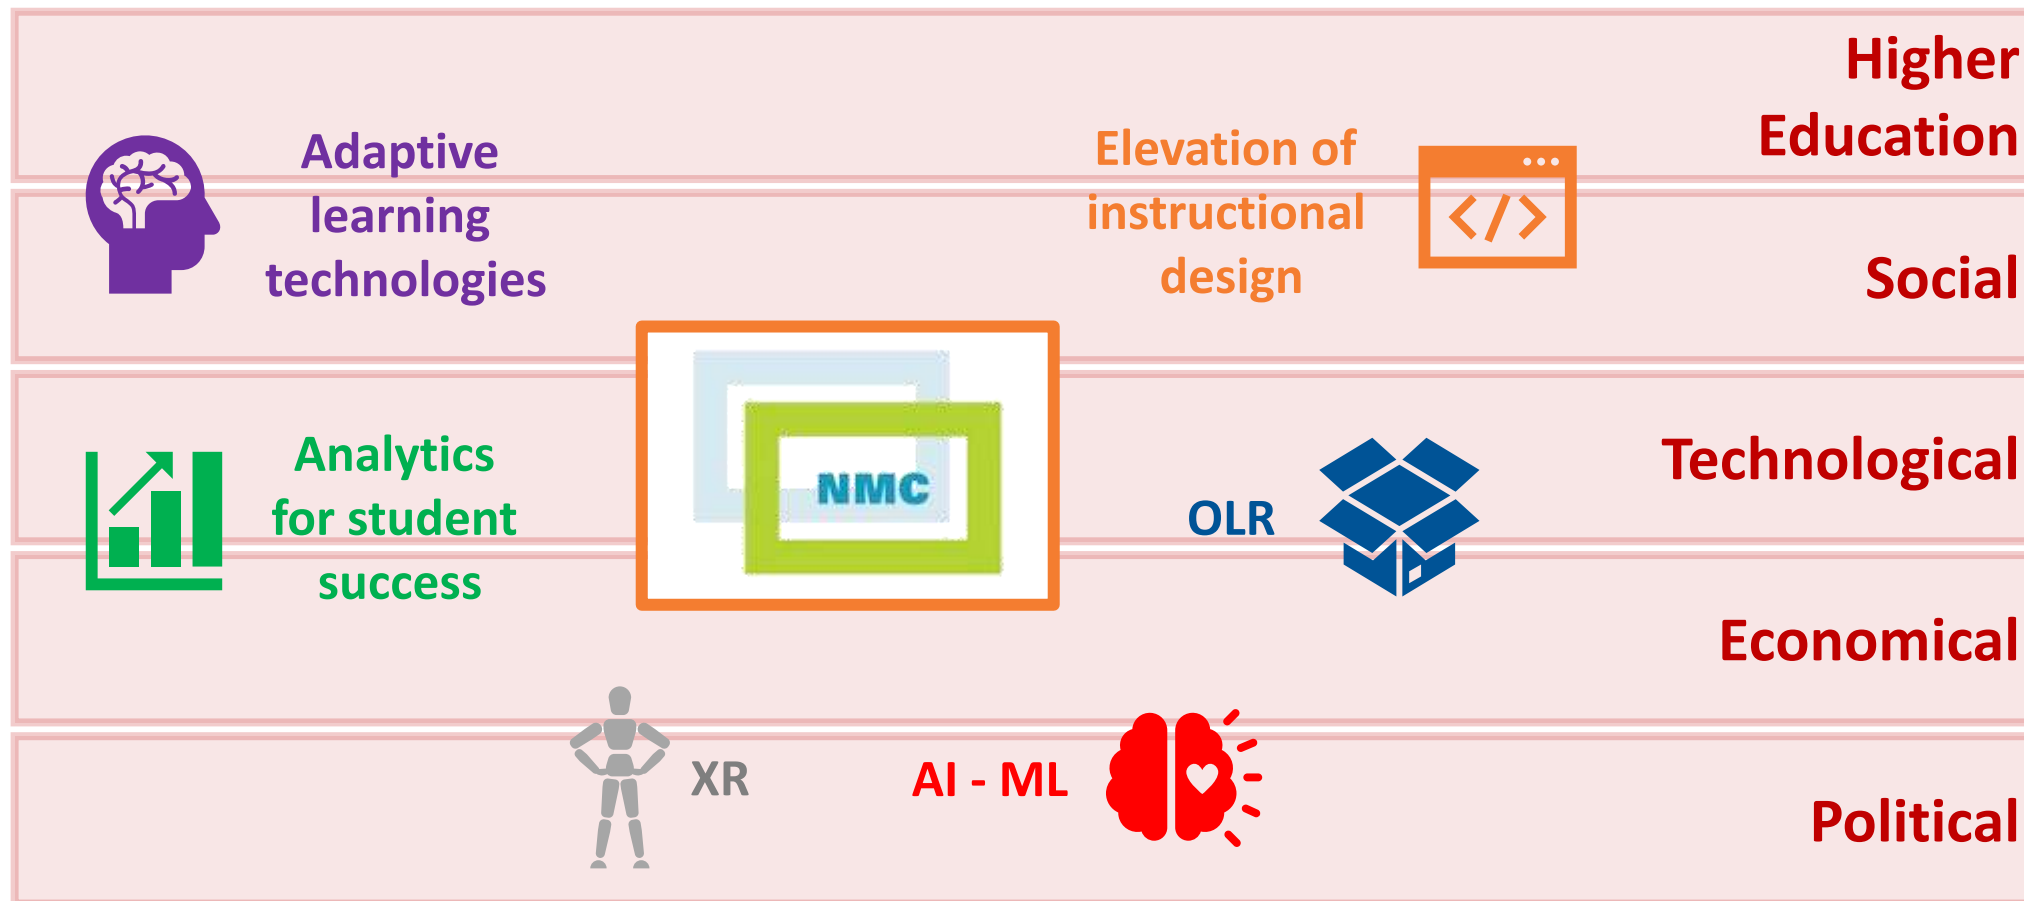 Higher
Education
Adaptive
learning
technologies
Elevation of
instructional
design
</>
Social
Analytics
for student
success
NMC
OLR
Technological
Economical
XR
AI - ML
Political